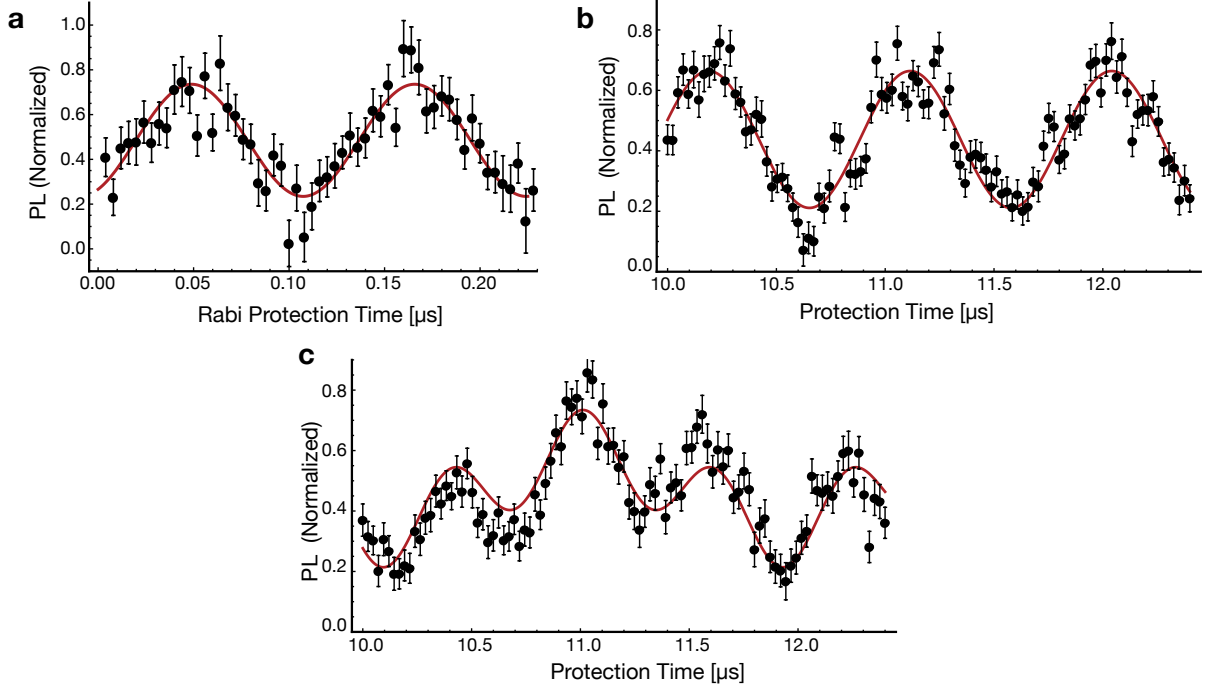 a
PL (Normalized)
1.0
0.8
0.6
0.4
0.2
0.0
0.00 0.05 0.10 0.15 0.20
Rabi Protection Time [µs]
b
PL (Normalized)
0.8
0.6
0.4
0.2
0.0
10.0 10.5 11.0 11.5 12.0
Protection Time [µs]
c
PL (Normalized)
0.8
0.6
0.4
0.2
0.0
10.0 10.5 11.0 11.5 12.0
Protection Time [µs]